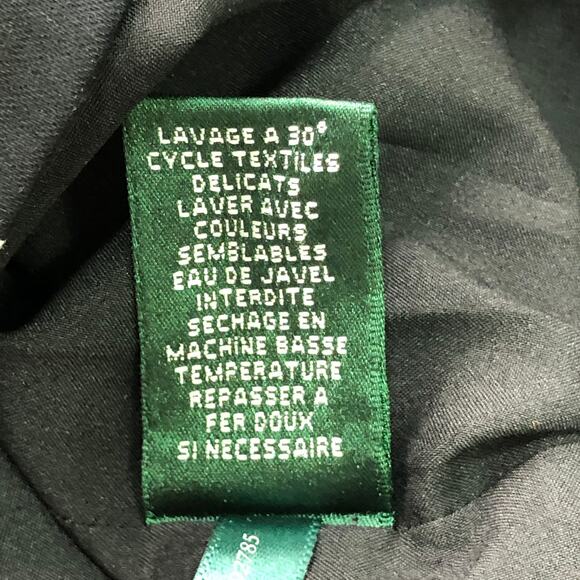 LAVAGE A 30°
CYCLE TEXTILES
DELICATS
LAVER AVEC
COULEURS
SEMBLABLES
EAU DE JAVEL
INTERDITE
SECHAGE EN
MACHINE BASSE
TEMPERATURE
REPASSER A
FER DOUX
SI NECESSAIRE